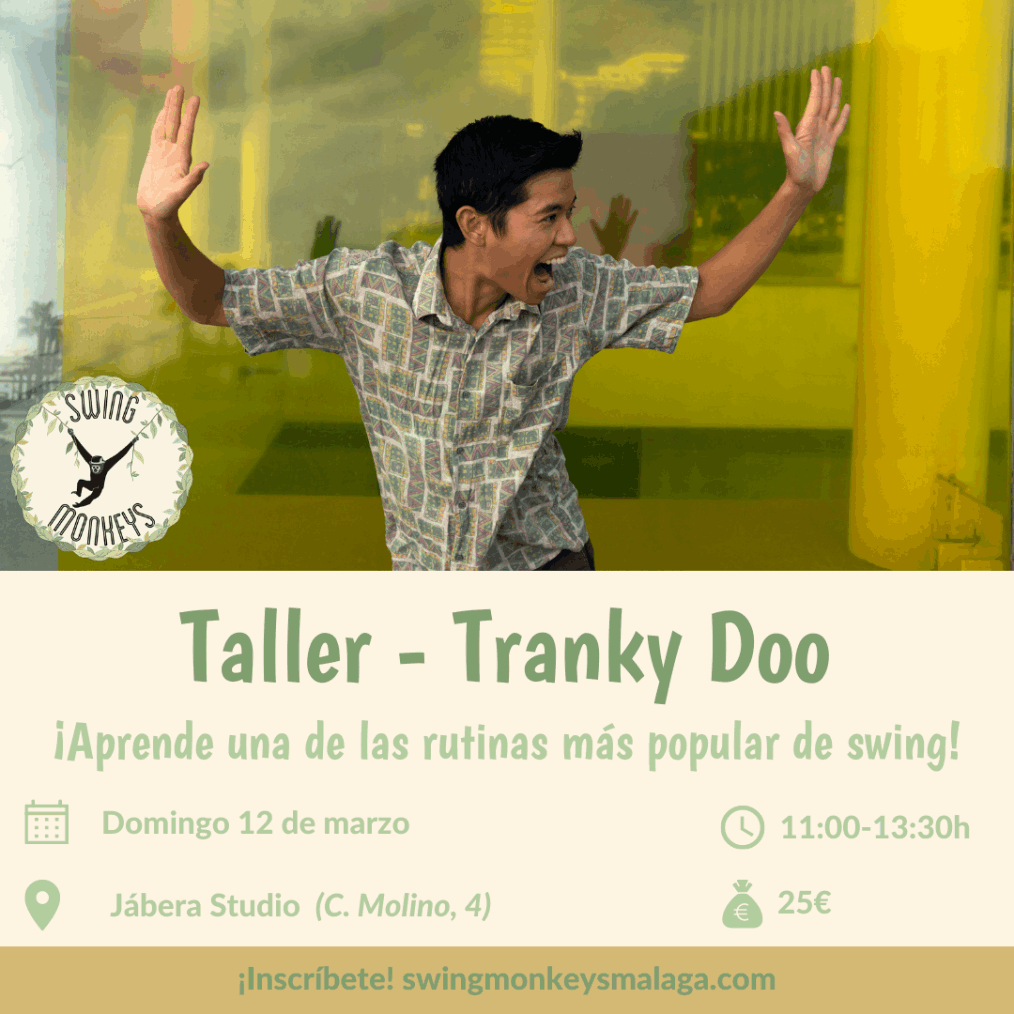 SWING
MONKEYS
Taller - Tranky Doo
¡Aprende una de las rutinas más popular de swing!
Domingo 12 de marzo
11:00-13:30h
Jábera Studio (C. Molino, 4)
25€
¡Inscríbete! swingmonkeysmalaga.com